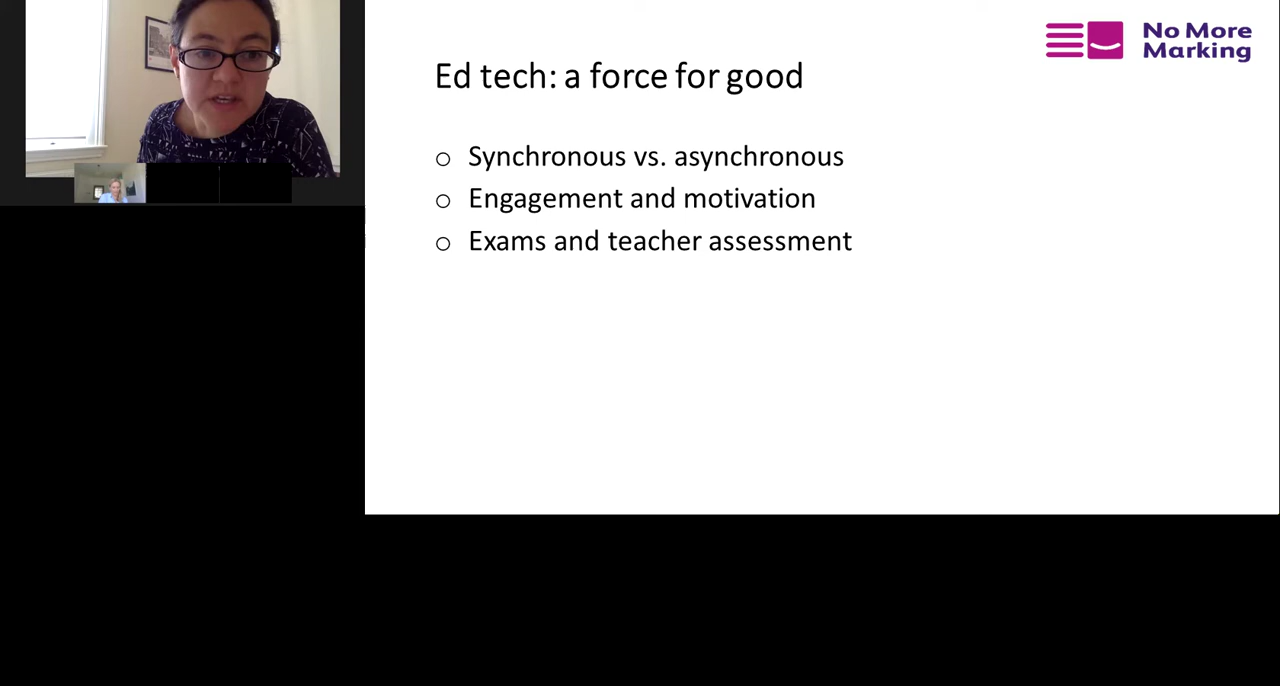 No More
Marking
Ed tech: a force for good
Synchronous vs. asynchronous
Engagement and motivation
Exams and teacher assessment